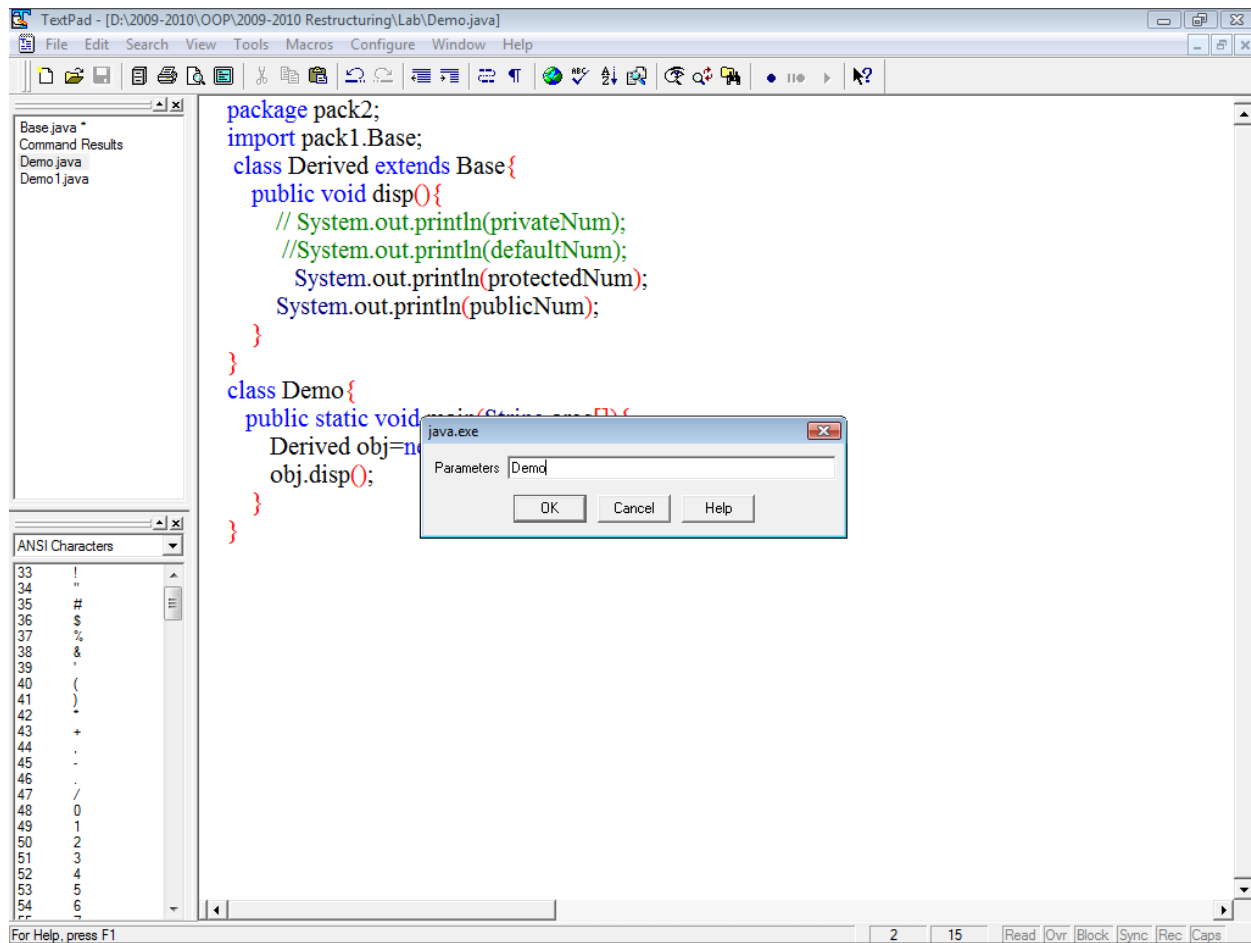 TextPad - [D:\2009-2010\OOP\2009-2010 Restructuring\Lab\Demo.java]
File Edit Search View Tools Macros Configure Window Help
Base.java *
Command Results
Demo.java
Demo1.java
package pack2;
import pack1.Base;
class Derived extends Base{
public void disp(){
// System.out.println(privateNum);
//System.out.println(defaultNum);
System.out.println(protectedNum);
System.out.println(publicNum);
}
}
class Demo{
public static void main(String args[]){
Derived obj=ne
obj.disp();
}
}
java.exe
Parameters Demo
OK Cancel Help
ANSI Characters
33 !
34 "
35 #
36 $
37 %
38 &
39 '
40 (
41 )
42 *
43 +
44 .
45 -
46 .
47 /
48 0
49 1
50 2
51 3
52 4
53 5
54 6
For Help, press F1
2 15 Read Ovr Block Sync Rec Caps